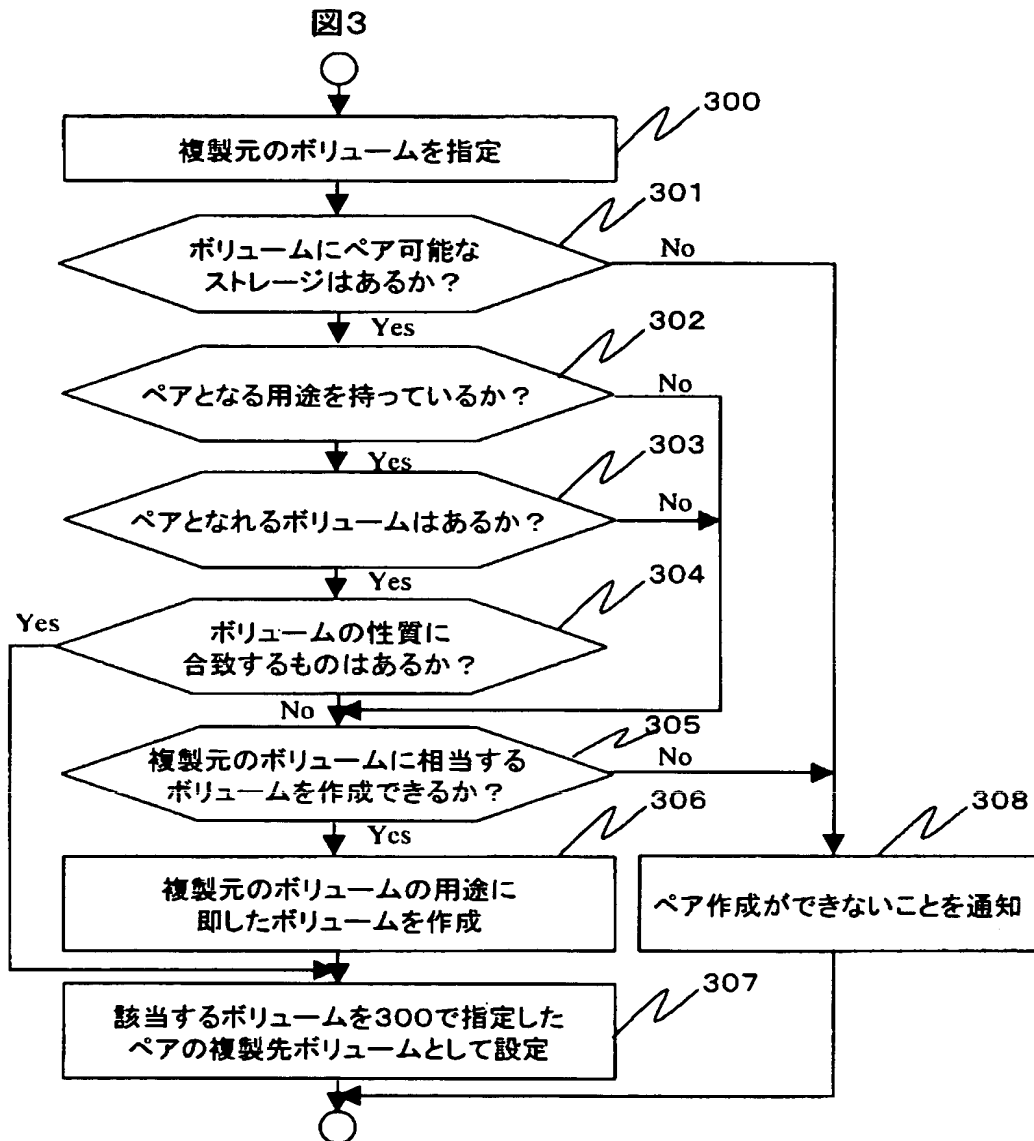 図3
300
複製元のボリュームを指定
301
ボリュームにペア可能な
ストレージはあるか?
No
Yes
302
ペアとなる用途を持っているか?
No
Yes
303
ペアとなれるボリュームはあるか?
No
Yes
304
Yes
ボリュームの性質に
合致するものはあるか?
No
305
複製元のボリュームに相当する
ボリュームを作成できるか?
No
Yes
306
308
複製元のボリュームの用途に
即したボリュームを作成
ペア作成ができないことを通知
307
該当するボリュームを300で指定した
ペアの複製先ボリュームとして設定